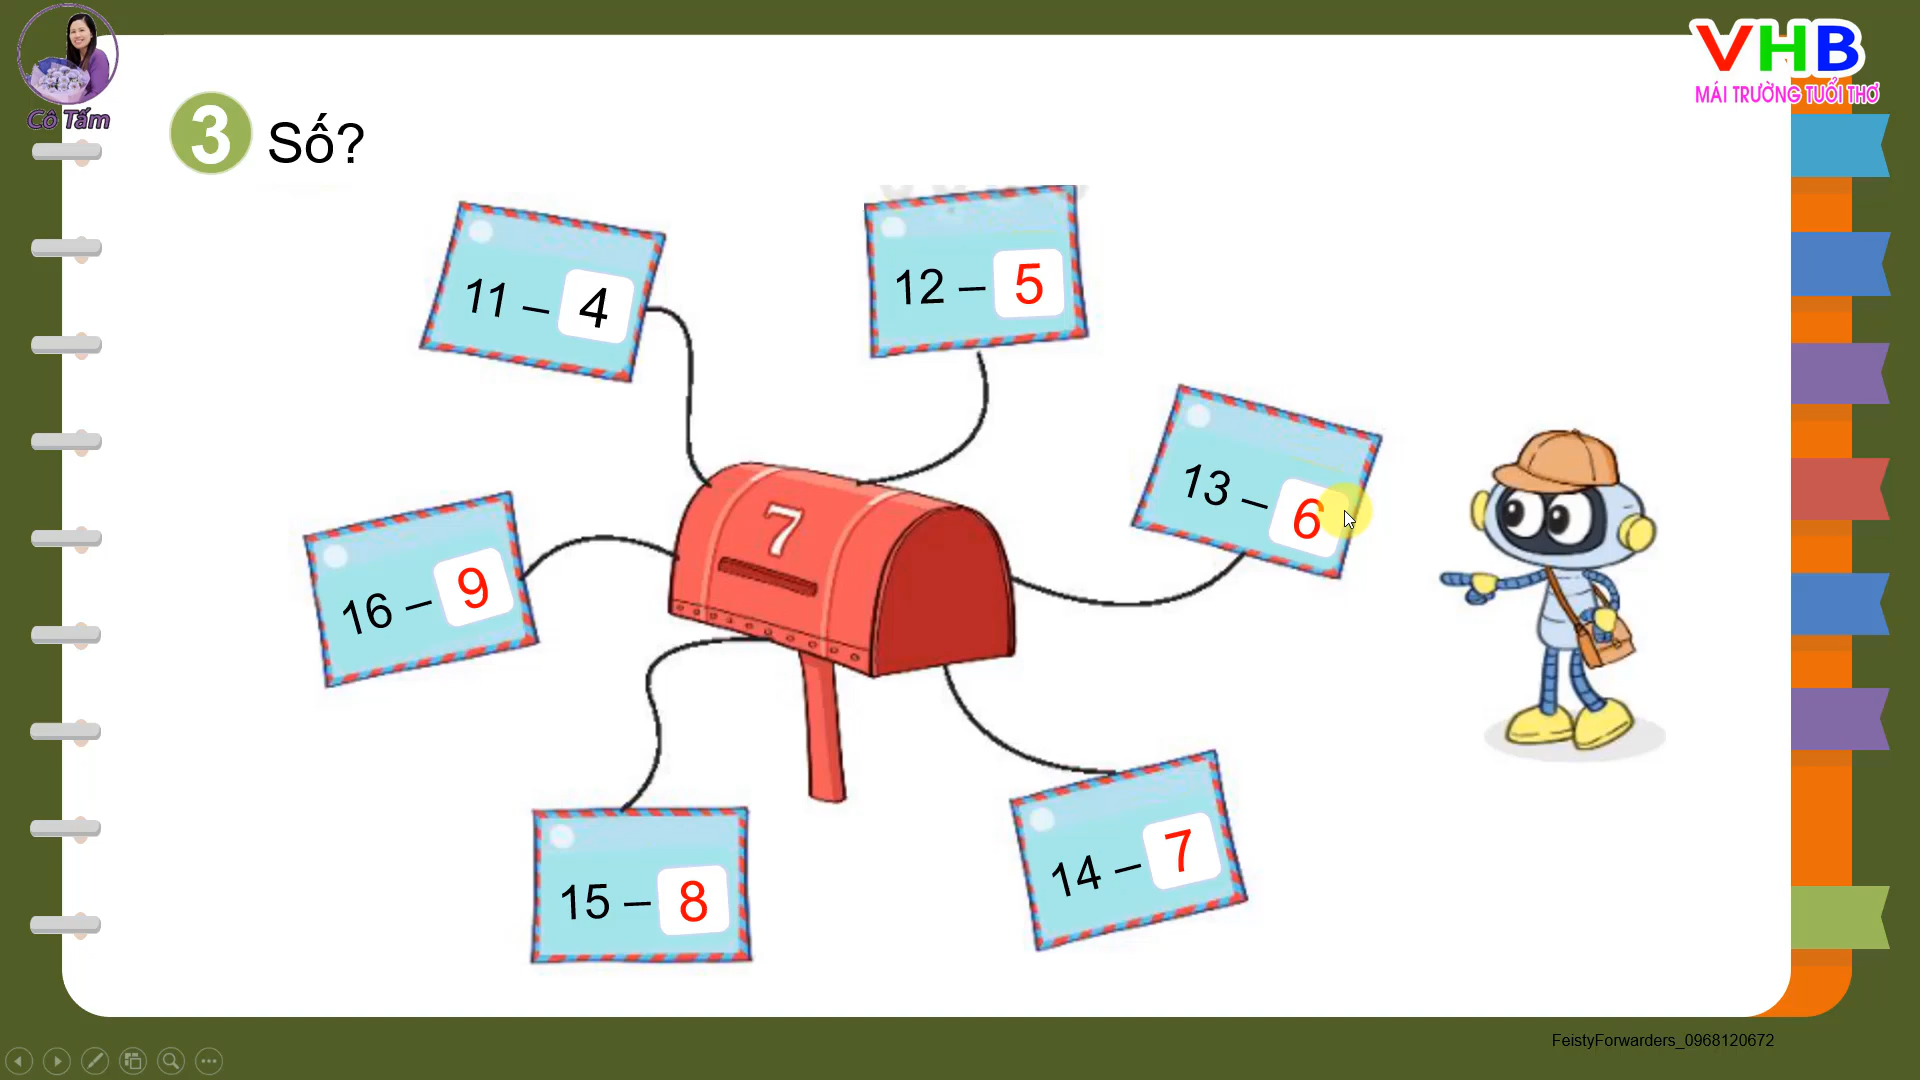 Cô Tấm
VHB
MÁI TRƯỜNG TUỔI THƠ
3 Số?
11 – 4
12 – 5
13 – 6
16 – 9
7
15 – 8
14 – 7
FeistyForwarders_0968120672